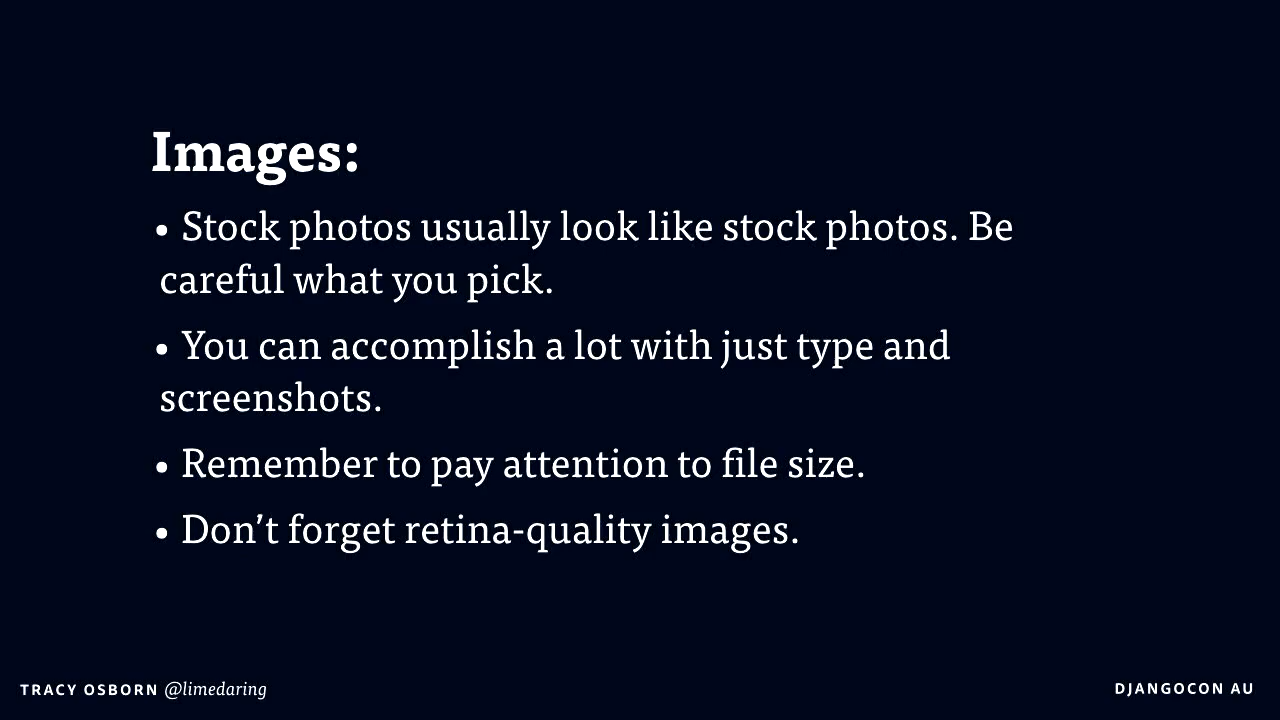 Images:
• Stock photos usually look like stock photos. Be
careful what you pick.
• You can accomplish a lot with just type and
screenshots.
• Remember to pay attention to file size.
• Don’t forget retina-quality images.
TRACY OSBORN @limedaring
DJANGOCON AU